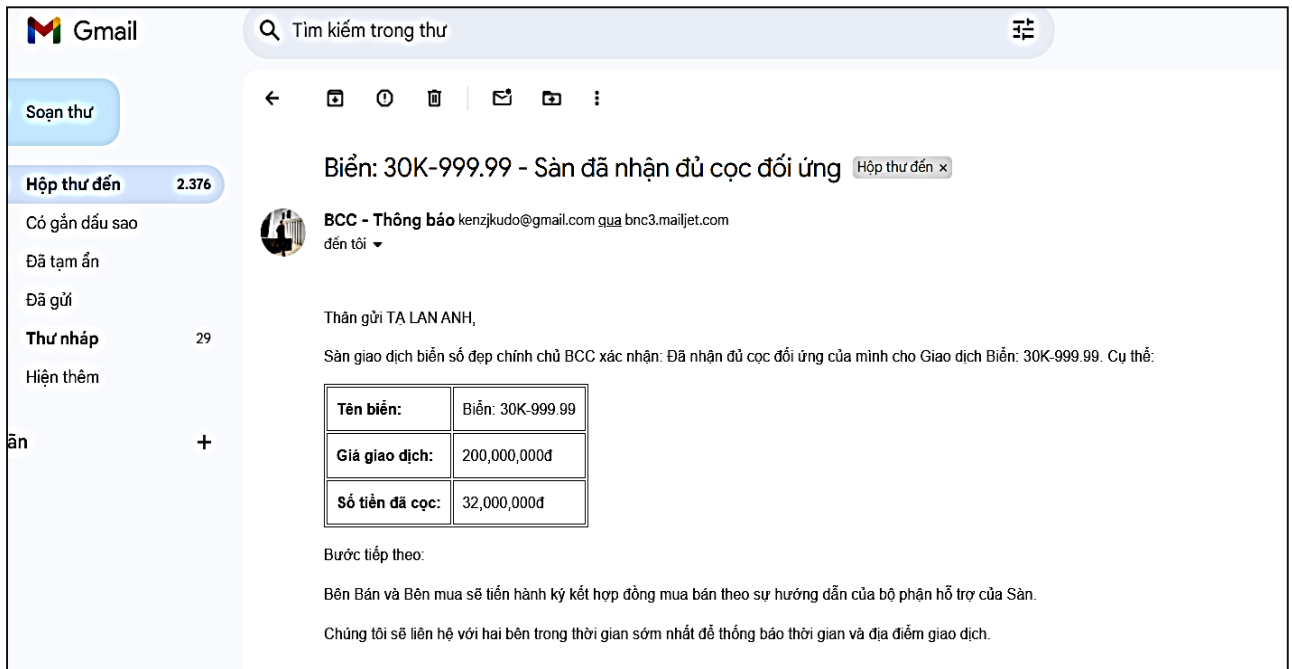 Gmail
Tìm kiếm trong thư
Soạn thư
Hộp thư đến 2.376
Có gắn dấu sao
Đã tạm ẩn
Đã gửi
Thư nháp 29
Hiện thêm
ãn +
Biển: 30K-999.99 - Sàn đã nhận đủ cọc đối ứng Hộp thư đến ×
BCC - Thông báo kenzjkudo@gmail.com qua bnc3.mailjet.com
đến tôi
Thân gửi TẠ LAN ANH,
Sàn giao dịch biển số đẹp chính chủ BCC xác nhận: Đã nhận đủ cọc đối ứng của mình cho Giao dịch Biển: 30K-999.99. Cụ thể:
Tên biển: Biển: 30K-999.99
Giá giao dịch: 200,000,000đ
Số tiền đã cọc: 32,000,000đ
Bước tiếp theo:
Bên Bán và Bên mua sẽ tiến hành ký kết hợp đồng mua bán theo sự hướng dẫn của bộ phận hỗ trợ của Sàn.
Chúng tôi sẽ liên hệ với hai bên trong thời gian sớm nhất để thống báo thời gian và địa điểm giao dịch.